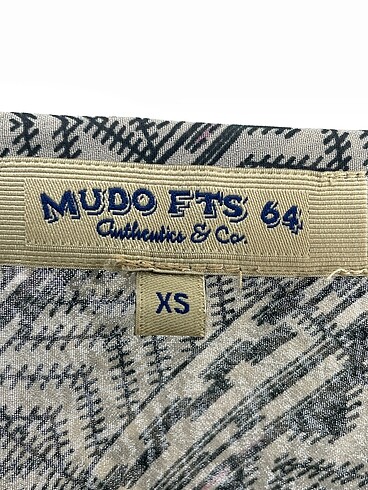 MUDO FTS 64
Authentics & Co.
XS